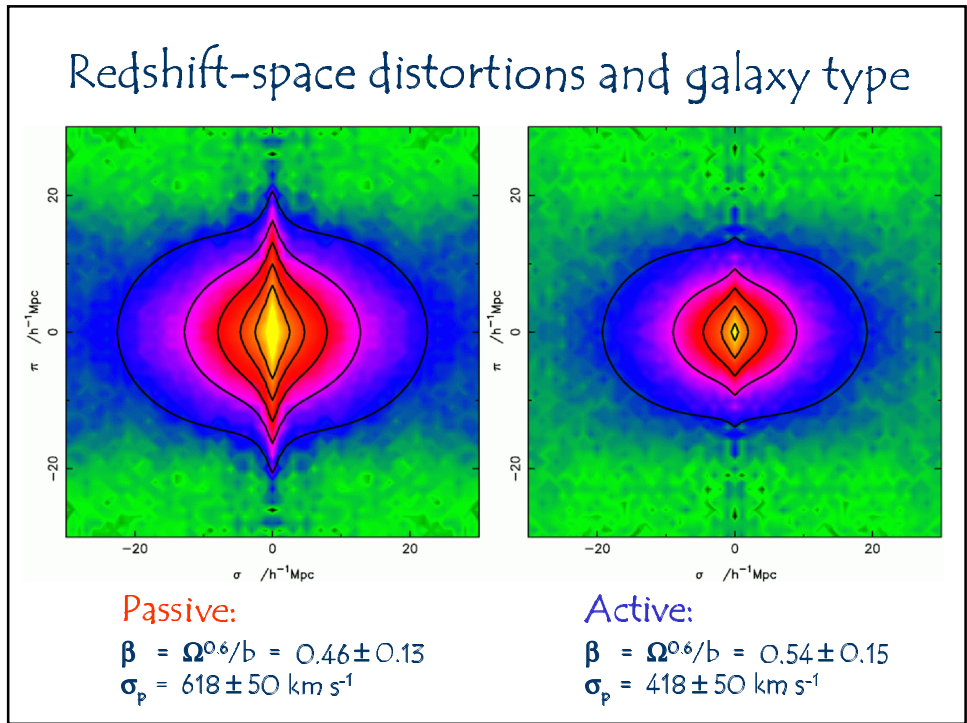 Redshift-space distortions and galaxy type
20
0
-20
π /h⁻¹Mpc
-20 0 20
σ /h⁻¹Mpc
20
0
-20
π /h⁻¹Mpc
-20 0 20
σ /h⁻¹Mpc
Passive:
β = Ω⁰·⁶/b = 0.46 ± 0.13
σₚ = 618 ± 50 km s⁻¹
Active:
β = Ω⁰·⁶/b = 0.54 ± 0.15
σₚ = 418 ± 50 km s⁻¹